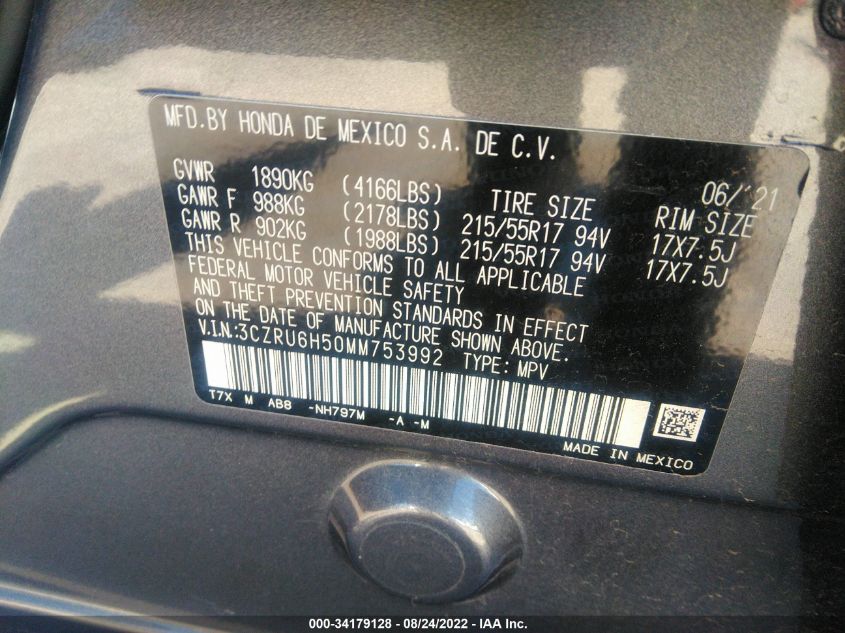 MFD.BY HONDA DE MEXICO S.A. DE C.V.
06/'21
GVWR 1890KG (4166LBS) TIRE SIZE RIM SIZE
GAWR F 988KG (2178LBS) 215/55R17 94V 17X7.5J
GAWR R 902KG (1988LBS) 215/55R17 94V 17X7.5J
THIS VEHICLE CONFORMS TO ALL APPLICABLE
FEDERAL MOTOR VEHICLE SAFETY
AND THEFT PREVENTION STANDARDS IN EFFECT
ON THE DATE OF MANUFACTURE SHOWN ABOVE.
V.I.N:3CZRU6H50MM753992 TYPE: MPV
T7X M AB8 -NH797M -A -M
MADE IN MEXICO
000-34179128 - 08/24/2022 - IAA Inc.